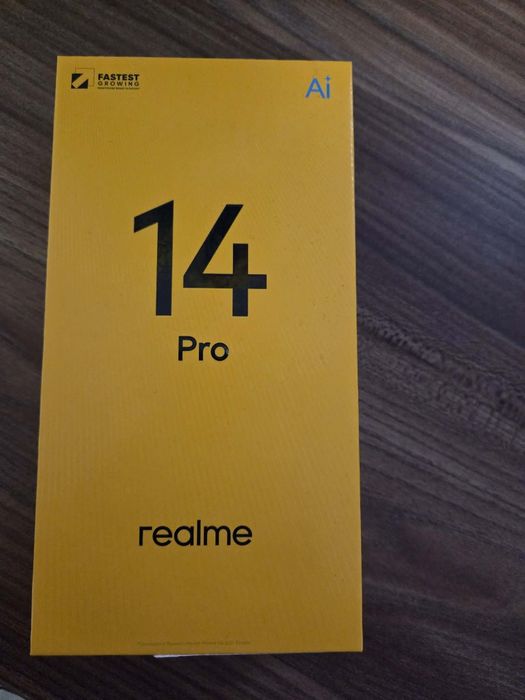 FASTEST
GROWING
Ai
14
Pro
realme